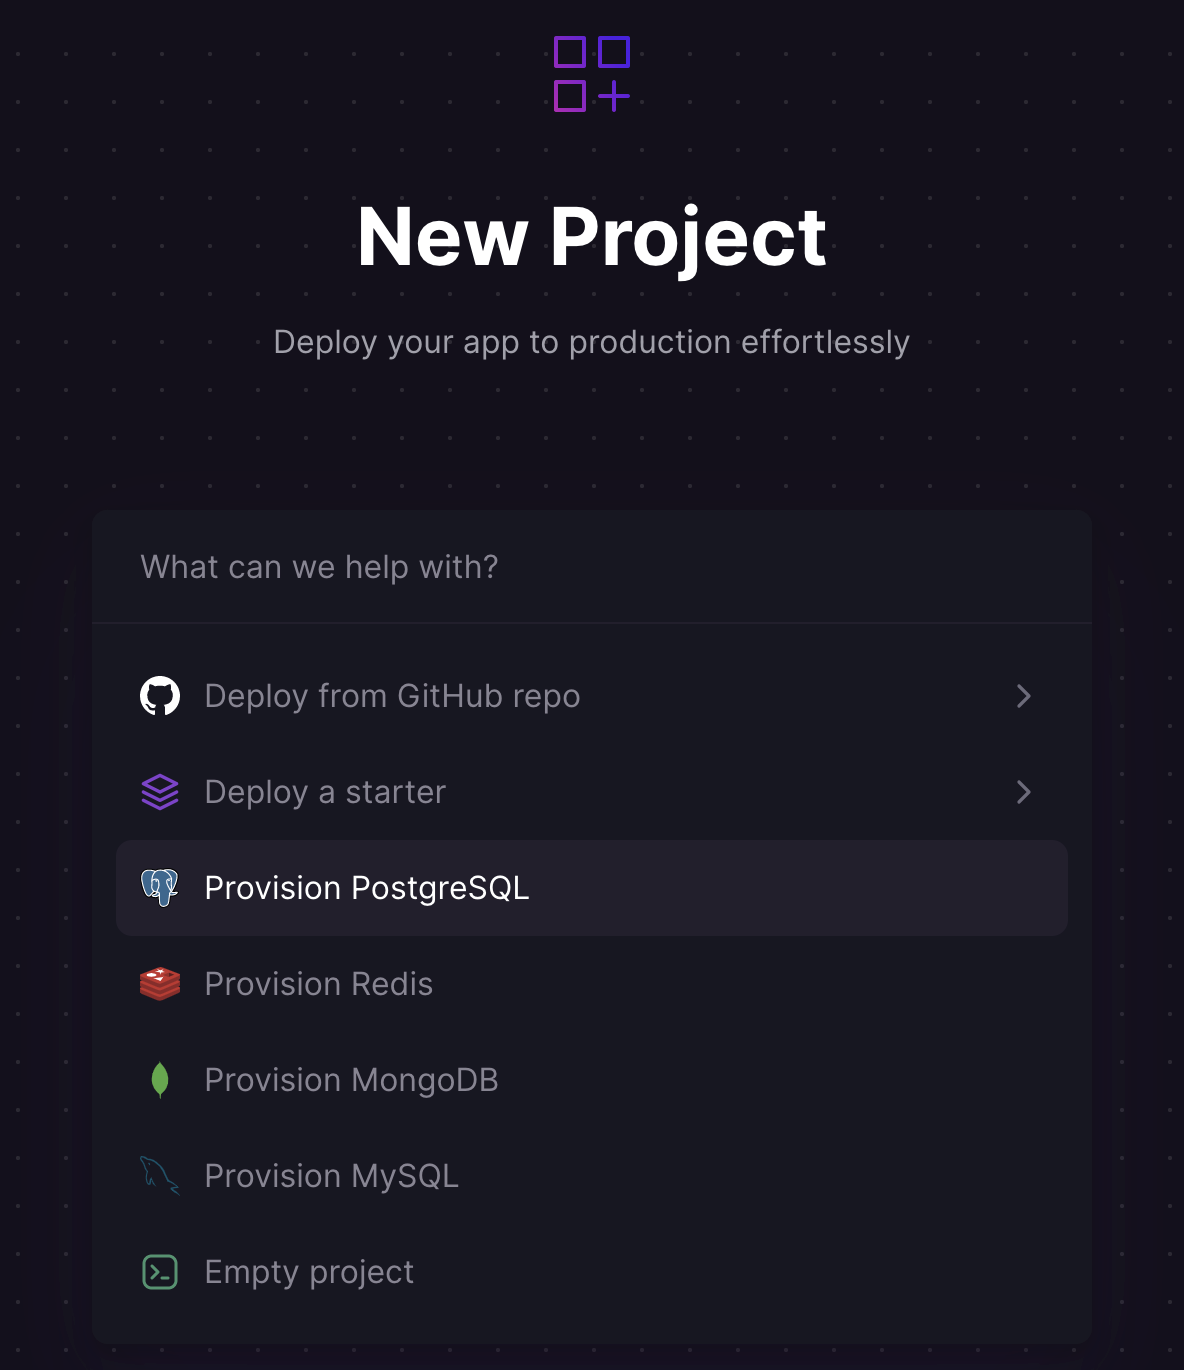 New Project
Deploy your app to production effortlessly
What can we help with?
Deploy from GitHub repo
Deploy a starter
Provision PostgreSQL
Provision Redis
Provision MongoDB
Provision MySQL
Empty project